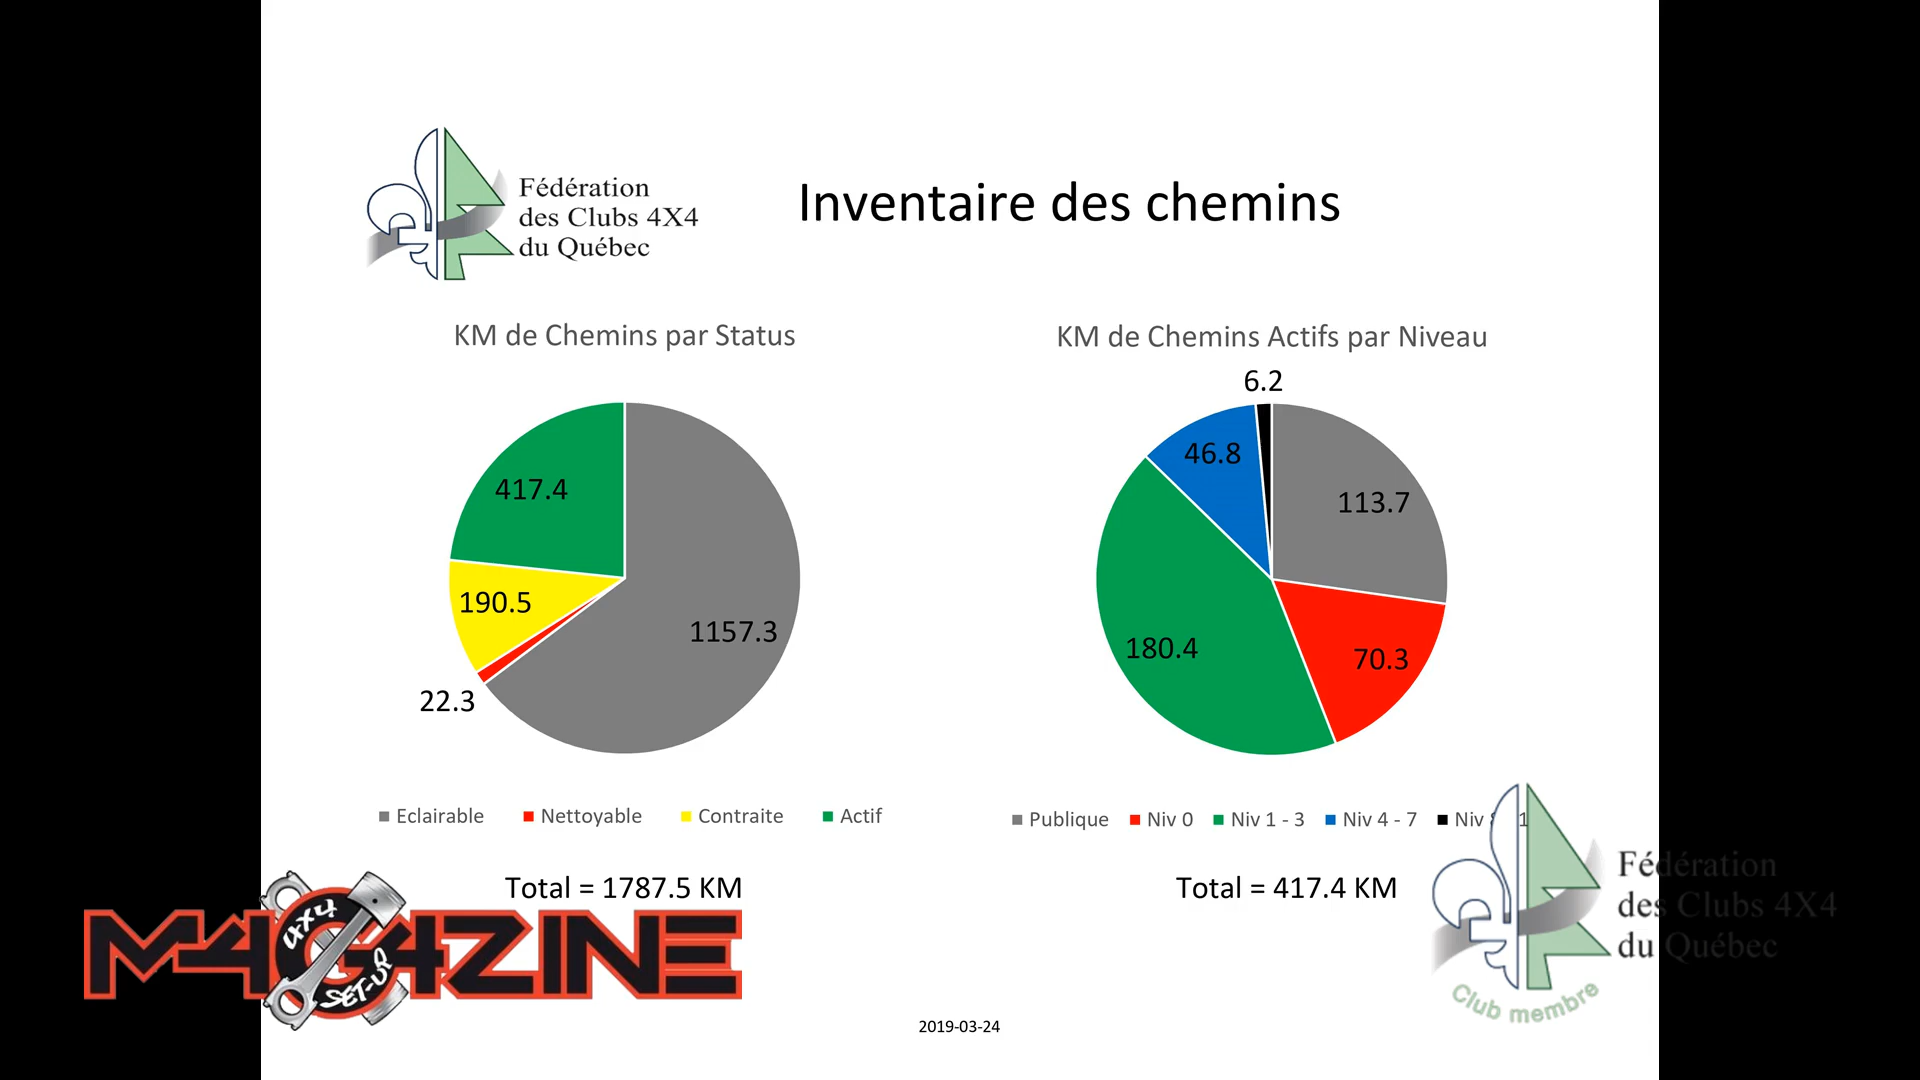 Fédération
des Clubs 4X4
du Québec
Inventaire des chemins
KM de Chemins par Status
417.4
190.5
1157.3
22.3
Eclairable Nettoyable Contraite Actif
Total = 1787.5 KM
KM de Chemins Actifs par Niveau
6.2
46.8
113.7
180.4
70.3
Publique Niv 0 Niv 1 - 3 Niv 4 - 7 Niv
Total = 417.4 KM
M4G4ZINE
4X4
SET-UP
Fédération
des Clubs 4X4
du Québec
Club membre
2019-03-24